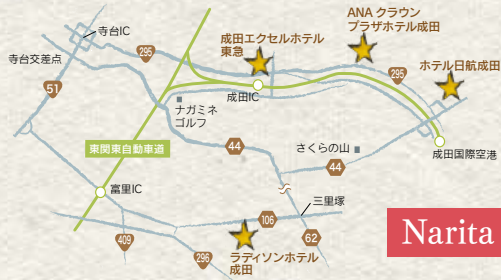 寺台IC
寺台交差点
295
51
成田エクセルホテル
東急
ANA クラウン
プラザホテル成田
295
ホテル日航成田
成田IC
ナガミネ
ゴルフ
東関東自動車道
44
さくらの山
44
成田国際空港
富里IC
三里塚
106
62
409
296
ラディソンホテル
成田
Narita